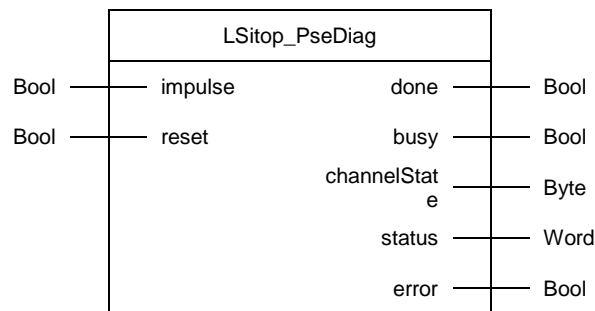 LSitop_PseDiag
Bool impulse done Bool
Bool reset busy Bool
channelStat
e Byte
status Word
error Bool